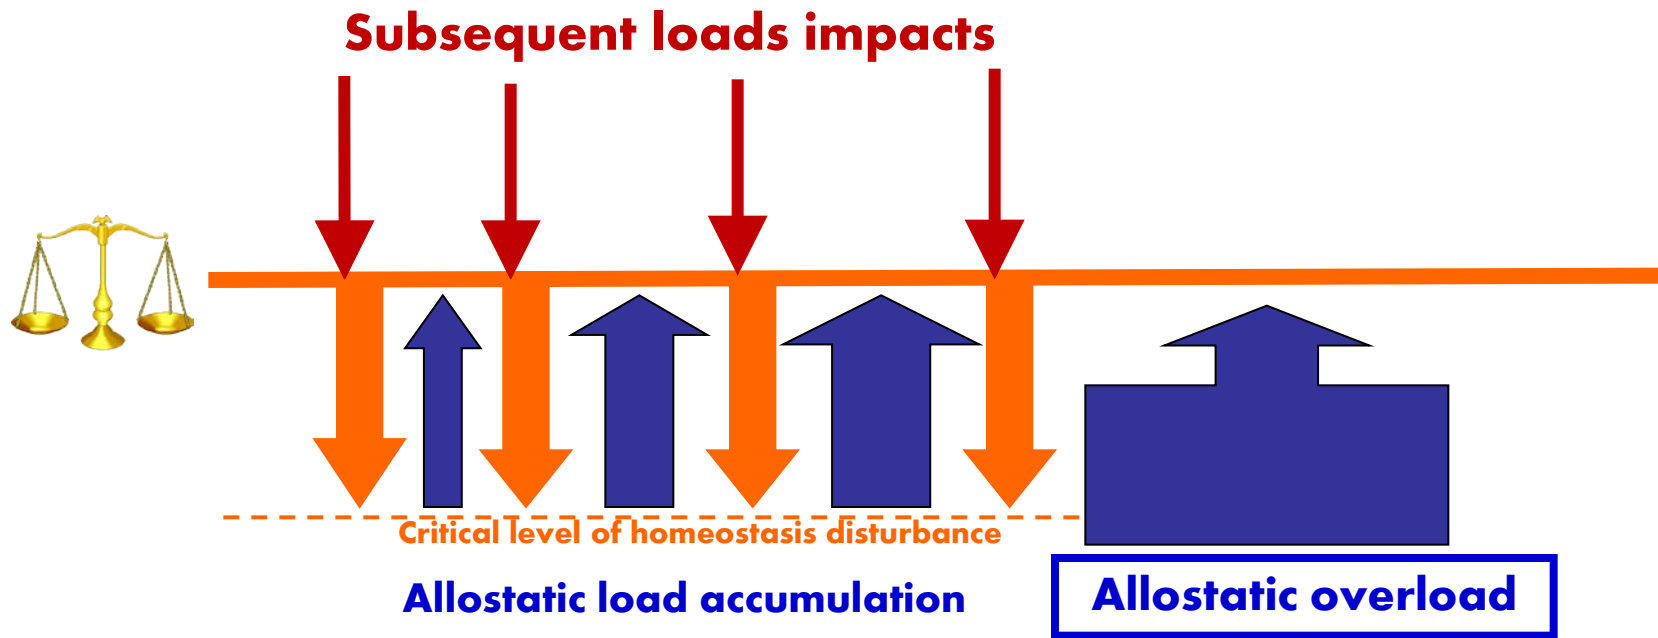 Subsequent loads impacts
Critical level of homeostasis disturbance
Allostatic load accumulation
Allostatic overload